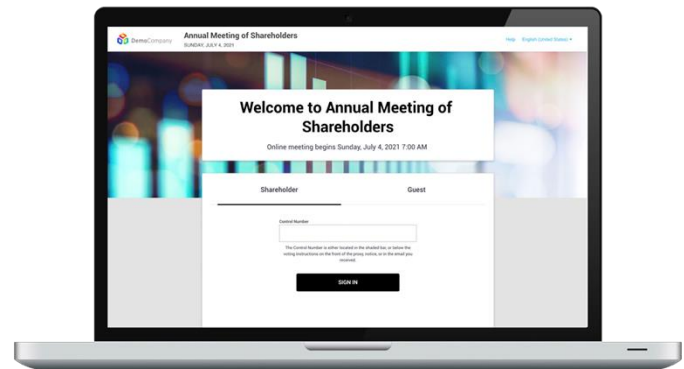 DemoCompany
Annual Meeting of Shareholders
SUNDAY, JULY 4, 2021
Help English (United States)
Welcome to Annual Meeting of
Shareholders
Online meeting begins Sunday, July 4, 2021 7:00 AM
Shareholder Guest
Control Number
The Control Number is either located in the shaded bar, or below the
voting instructions on the front of the proxy, notice, or in the email you
received.
SIGN IN